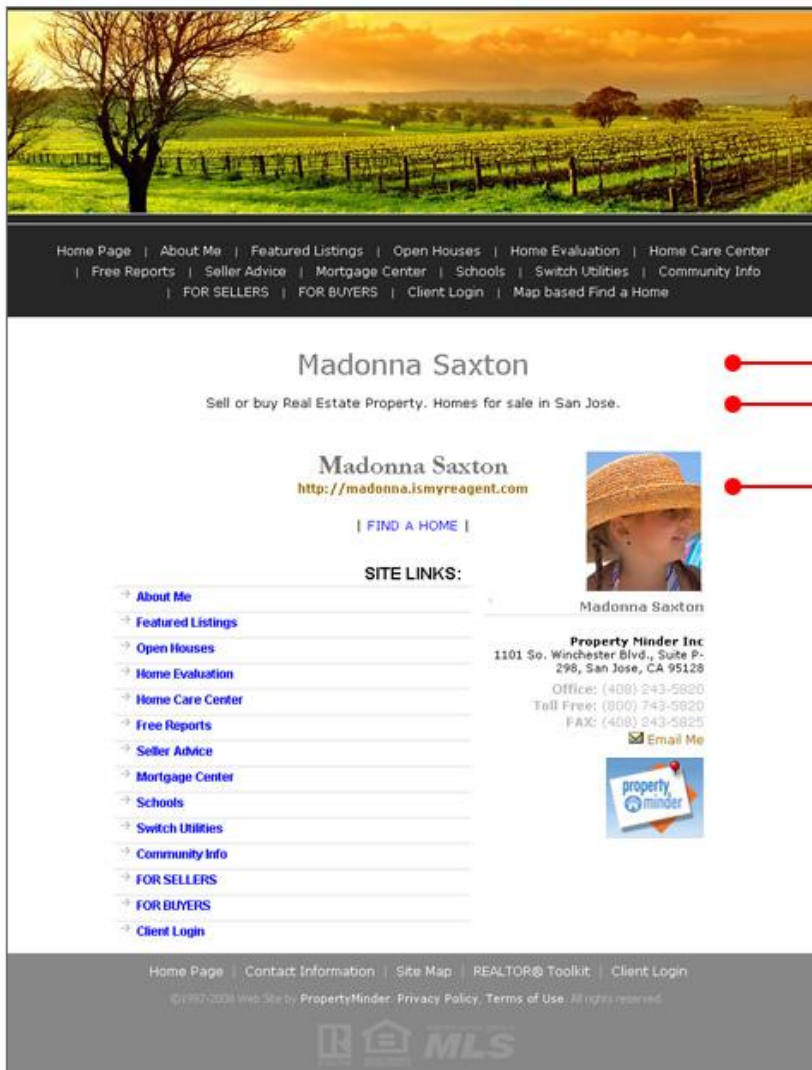 Home Page | About Me | Featured Listings | Open Houses | Home Evaluation | Home Care Center
| Free Reports | Seller Advice | Mortgage Center | Schools | Switch Utilities | Community Info
| FOR SELLERS | FOR BUYERS | Client Login | Map based Find a Home
Madonna Saxton
Sell or buy Real Estate Property. Homes for sale in San Jose.
Madonna Saxton
http://madonna.ismyreagent.com
| FIND A HOME |
SITE LINKS:
About Me
Featured Listings
Open Houses
Home Evaluation
Home Care Center
Free Reports
Seller Advice
Mortgage Center
Schools
Switch Utilities
Community Info
FOR SELLERS
FOR BUYERS
Client Login
Madonna Saxton
Property Minder Inc
1101 So. Winchester Blvd., Suite P-
298, San Jose, CA 95128
Office: (408) 243-5820
Toll Free: (800) 743-5820
FAX: (408) 243-5825
Email Me
property
minder
Home Page | Contact Information | Site Map | REALTOR® Toolkit | Client Login
©1997-2008 Web Site by PropertyMinder. Privacy Policy, Terms of Use. All rights reserved.
MLS